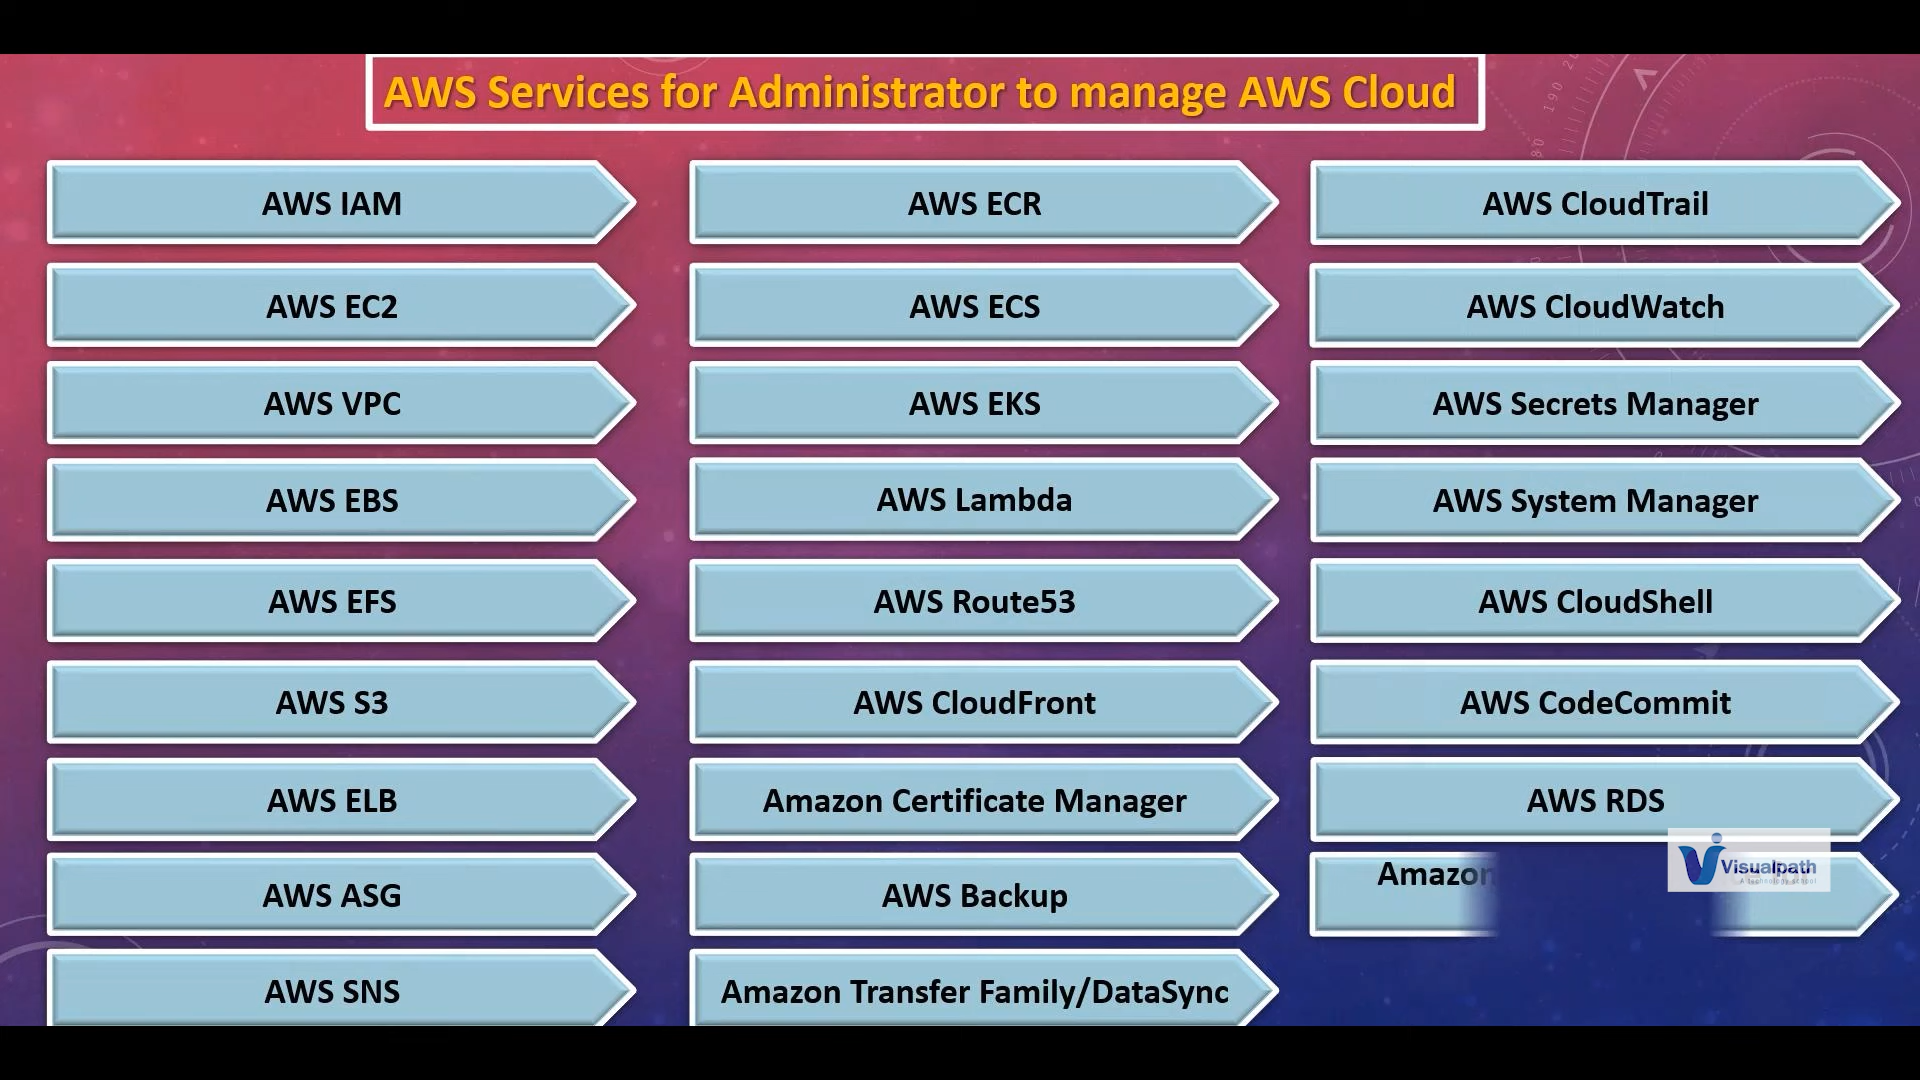 AWS Services for Administrator to manage AWS Cloud
AWS IAM
AWS EC2
AWS VPC
AWS EBS
AWS EFS
AWS S3
AWS ELB
AWS ASG
AWS SNS
AWS ECR
AWS ECS
AWS EKS
AWS Lambda
AWS Route53
AWS CloudFront
Amazon Certificate Manager
AWS Backup
Amazon Transfer Family/DataSync
AWS CloudTrail
AWS CloudWatch
AWS Secrets Manager
AWS System Manager
AWS CloudShell
AWS CodeCommit
AWS RDS
Amazon
Visualpath